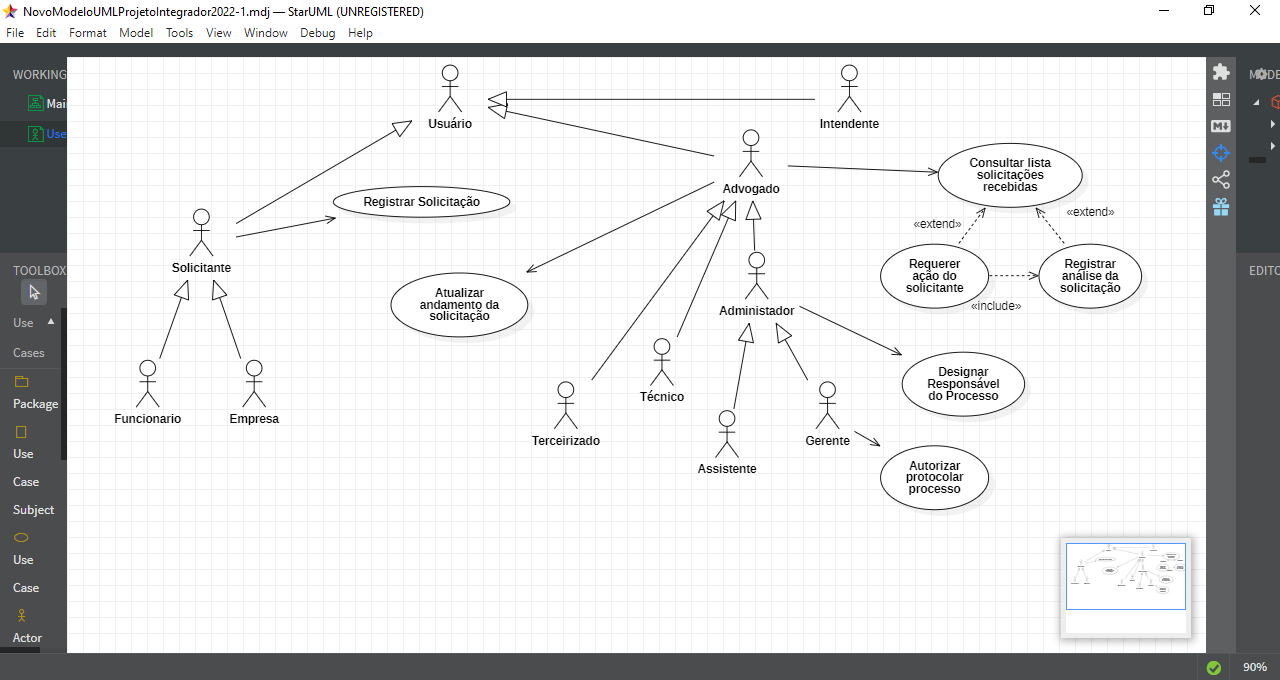 NovoModeloUMLProjetoIntegrador2022-1.mdj — StarUML (UNREGISTERED)
File Edit Format Model Tools View Window Debug Help
WORKING
Mai
Use
TOOLBOX
Use
Cases
Package
Use
Case
Subject
Use
Case
Actor
Usuário
Intendente
Advogado
Consultar lista
solicitações
recebidas
Registrar Solicitação
Solicitante
«extend»
«extend»
Requerer
ação do
solicitante
Registrar
análise da
solicitação
«include»
Atualizar
andamento da
solicitação
Administador
Designar
Responsável
do Processo
Técnico
Funcionario
Empresa
Terceirizado
Assistente
Gerente
Autorizar
protocolar
processo
EDITO
90%